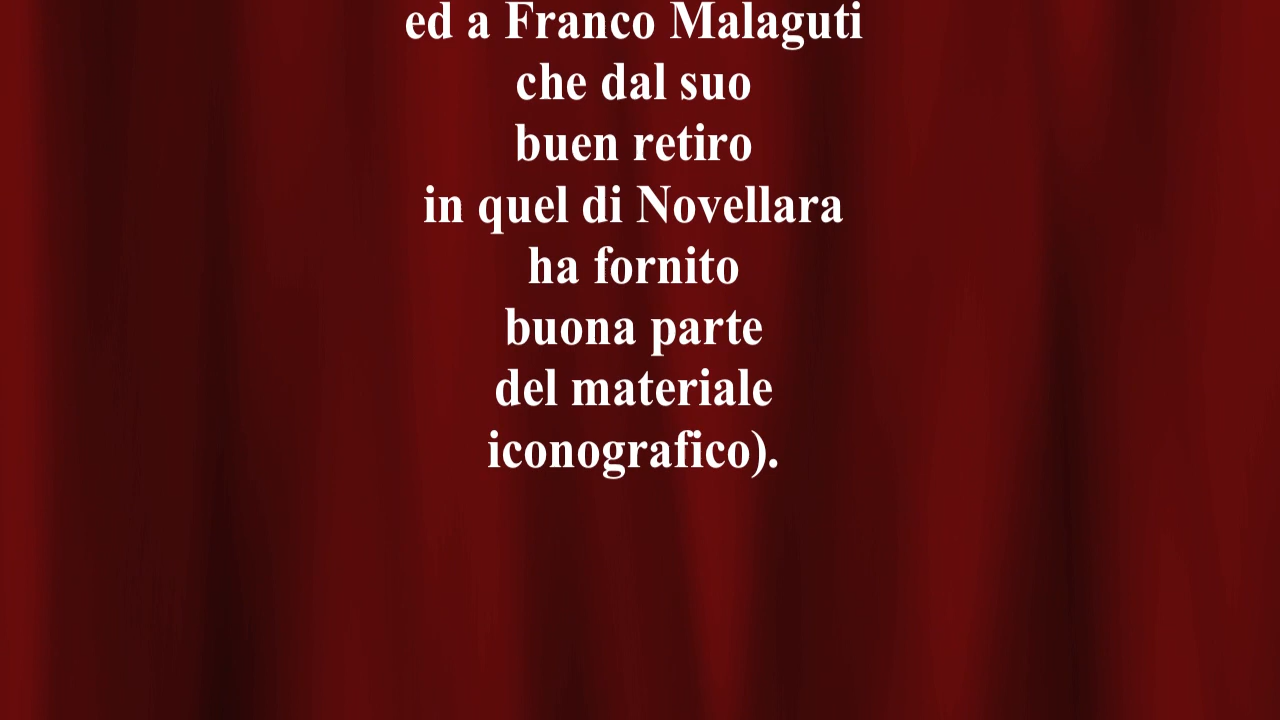 ed a Franco Malaguti
che dal suo
buen retiro
in quel di Novellara
ha fornito
buona parte
del materiale
iconografico).